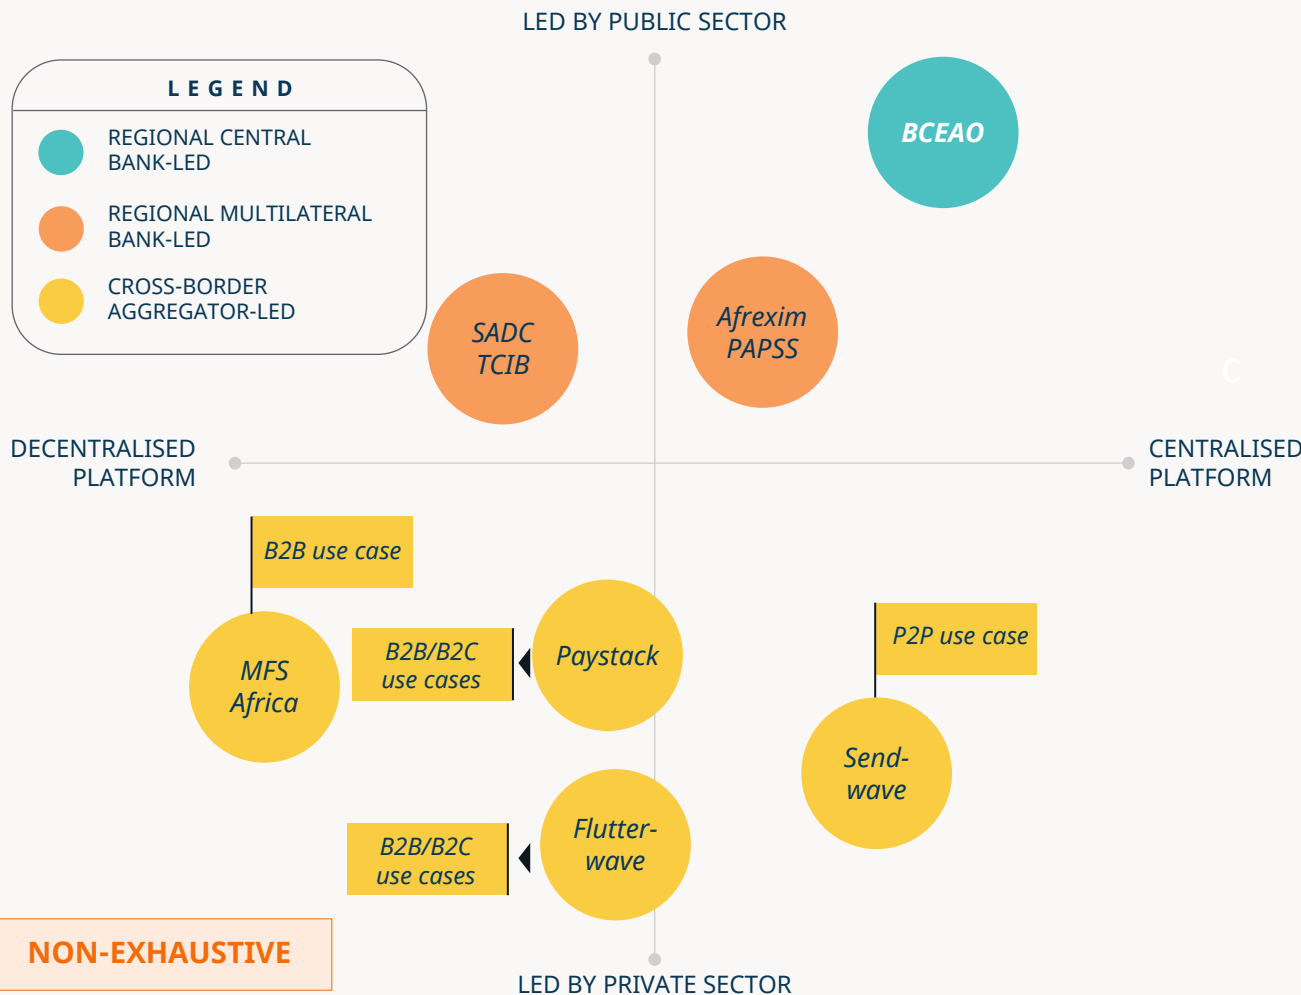 LED BY PUBLIC SECTOR
LEGEND
REGIONAL CENTRAL
BANK-LED
REGIONAL MULTILATERAL
BANK-LED
CROSS-BORDER
AGGREGATOR-LED
BCEAO
SADC
TCIB
Afrexim
PAPSS
C
DECENTRALISED
PLATFORM
CENTRALISED
PLATFORM
B2B use case
MFS
Africa
B2B/B2C
use cases
Paystack
P2P use case
Send-
wave
B2B/B2C
use cases
Flutter-
wave
NON-EXHAUSTIVE
LED BY PRIVATE SECTOR